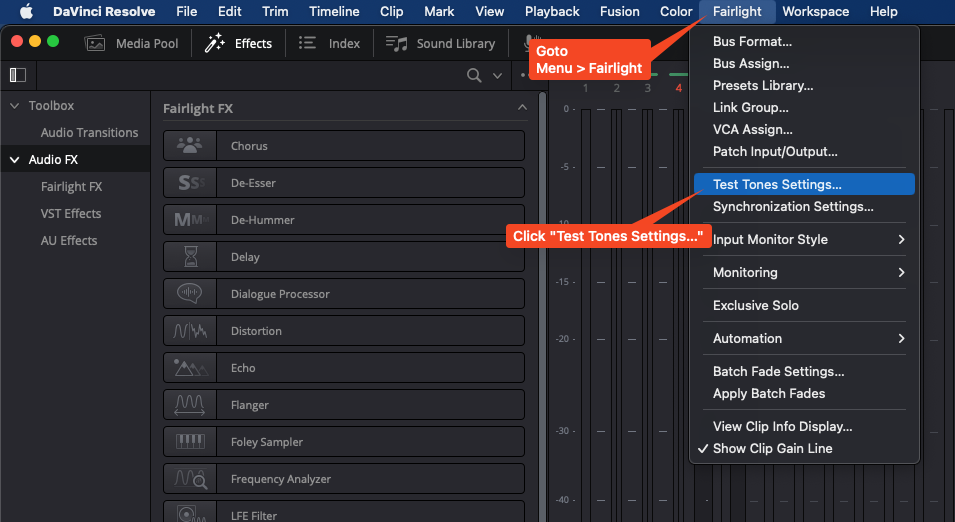 DaVinci Resolve File Edit Trim Timeline Clip Mark View Playback Fusion Color Fairlight Workspace Help
Media Pool Effects Index Sound Library
Goto
Menu > Fairlight
1 2 3 4
Toolbox
Audio Transitions
Audio FX
Fairlight FX
VST Effects
AU Effects
Fairlight FX
Chorus
De-Esser
De-Hummer
Delay
Dialogue Processor
Distortion
Echo
Flanger
Foley Sampler
Frequency Analyzer
LFE Filter
0
-5
-15
-20
-30
-40
Bus Format...
Bus Assign...
Presets Library...
Link Group...
VCA Assign...
Patch Input/Output...
Test Tones Settings...
Synchronization Settings...
Click "Test Tones Settings..."
Input Monitor Style
Monitoring
Exclusive Solo
Automation
Batch Fade Settings...
Apply Batch Fades
View Clip Info Display...
✓ Show Clip Gain Line